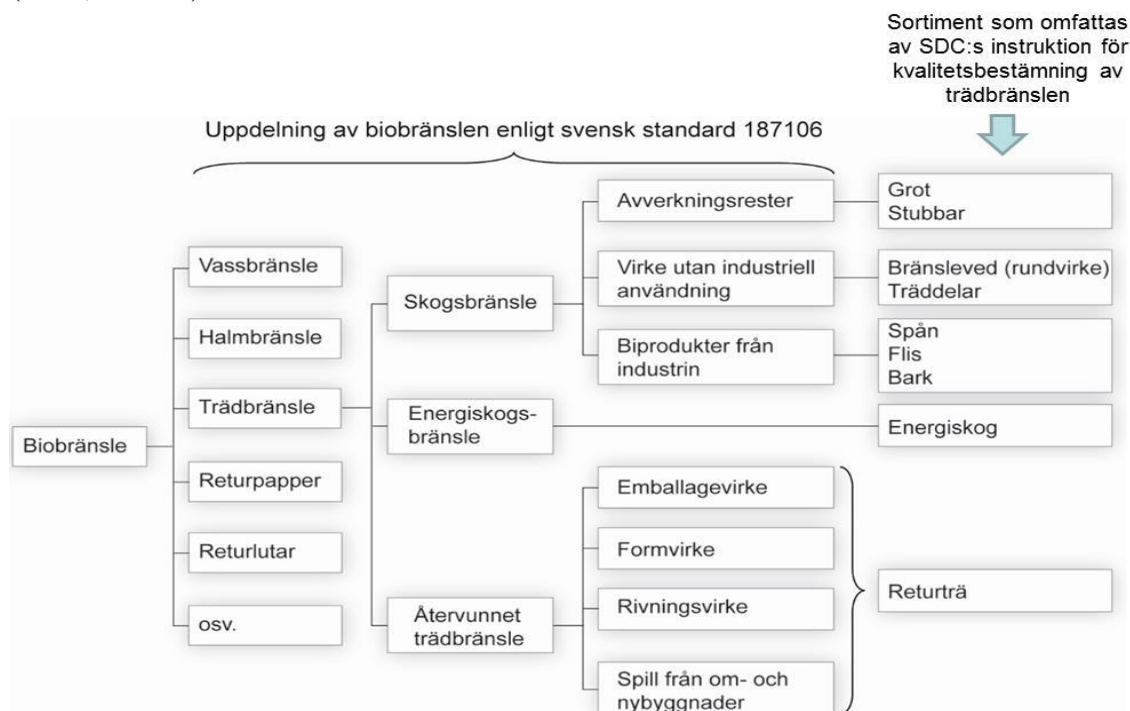 Sortiment som omfattas
av SDC:s instruktion för
kvalitetsbestämning av
trädbränslen
Uppdelning av biobränslen enligt svensk standard 187106
Biobränsle
Vassbränsle
Halmbränsle
Trädbränsle
Returpapper
Returlutar
osv.
Skogsbränsle
Energiskogs-
bränsle
Återvunnet
trädbränsle
Avverkningsrester
Virke utan industriell
användning
Biprodukter från
industrin
Emballagevirke
Formvirke
Rivningsvirke
Spill från om- och
nybyggnader
Grot
Stubbar
Bränsleved (rundvirke)
Träddelar
Spån
Flis
Bark
Energiskog
Returträ